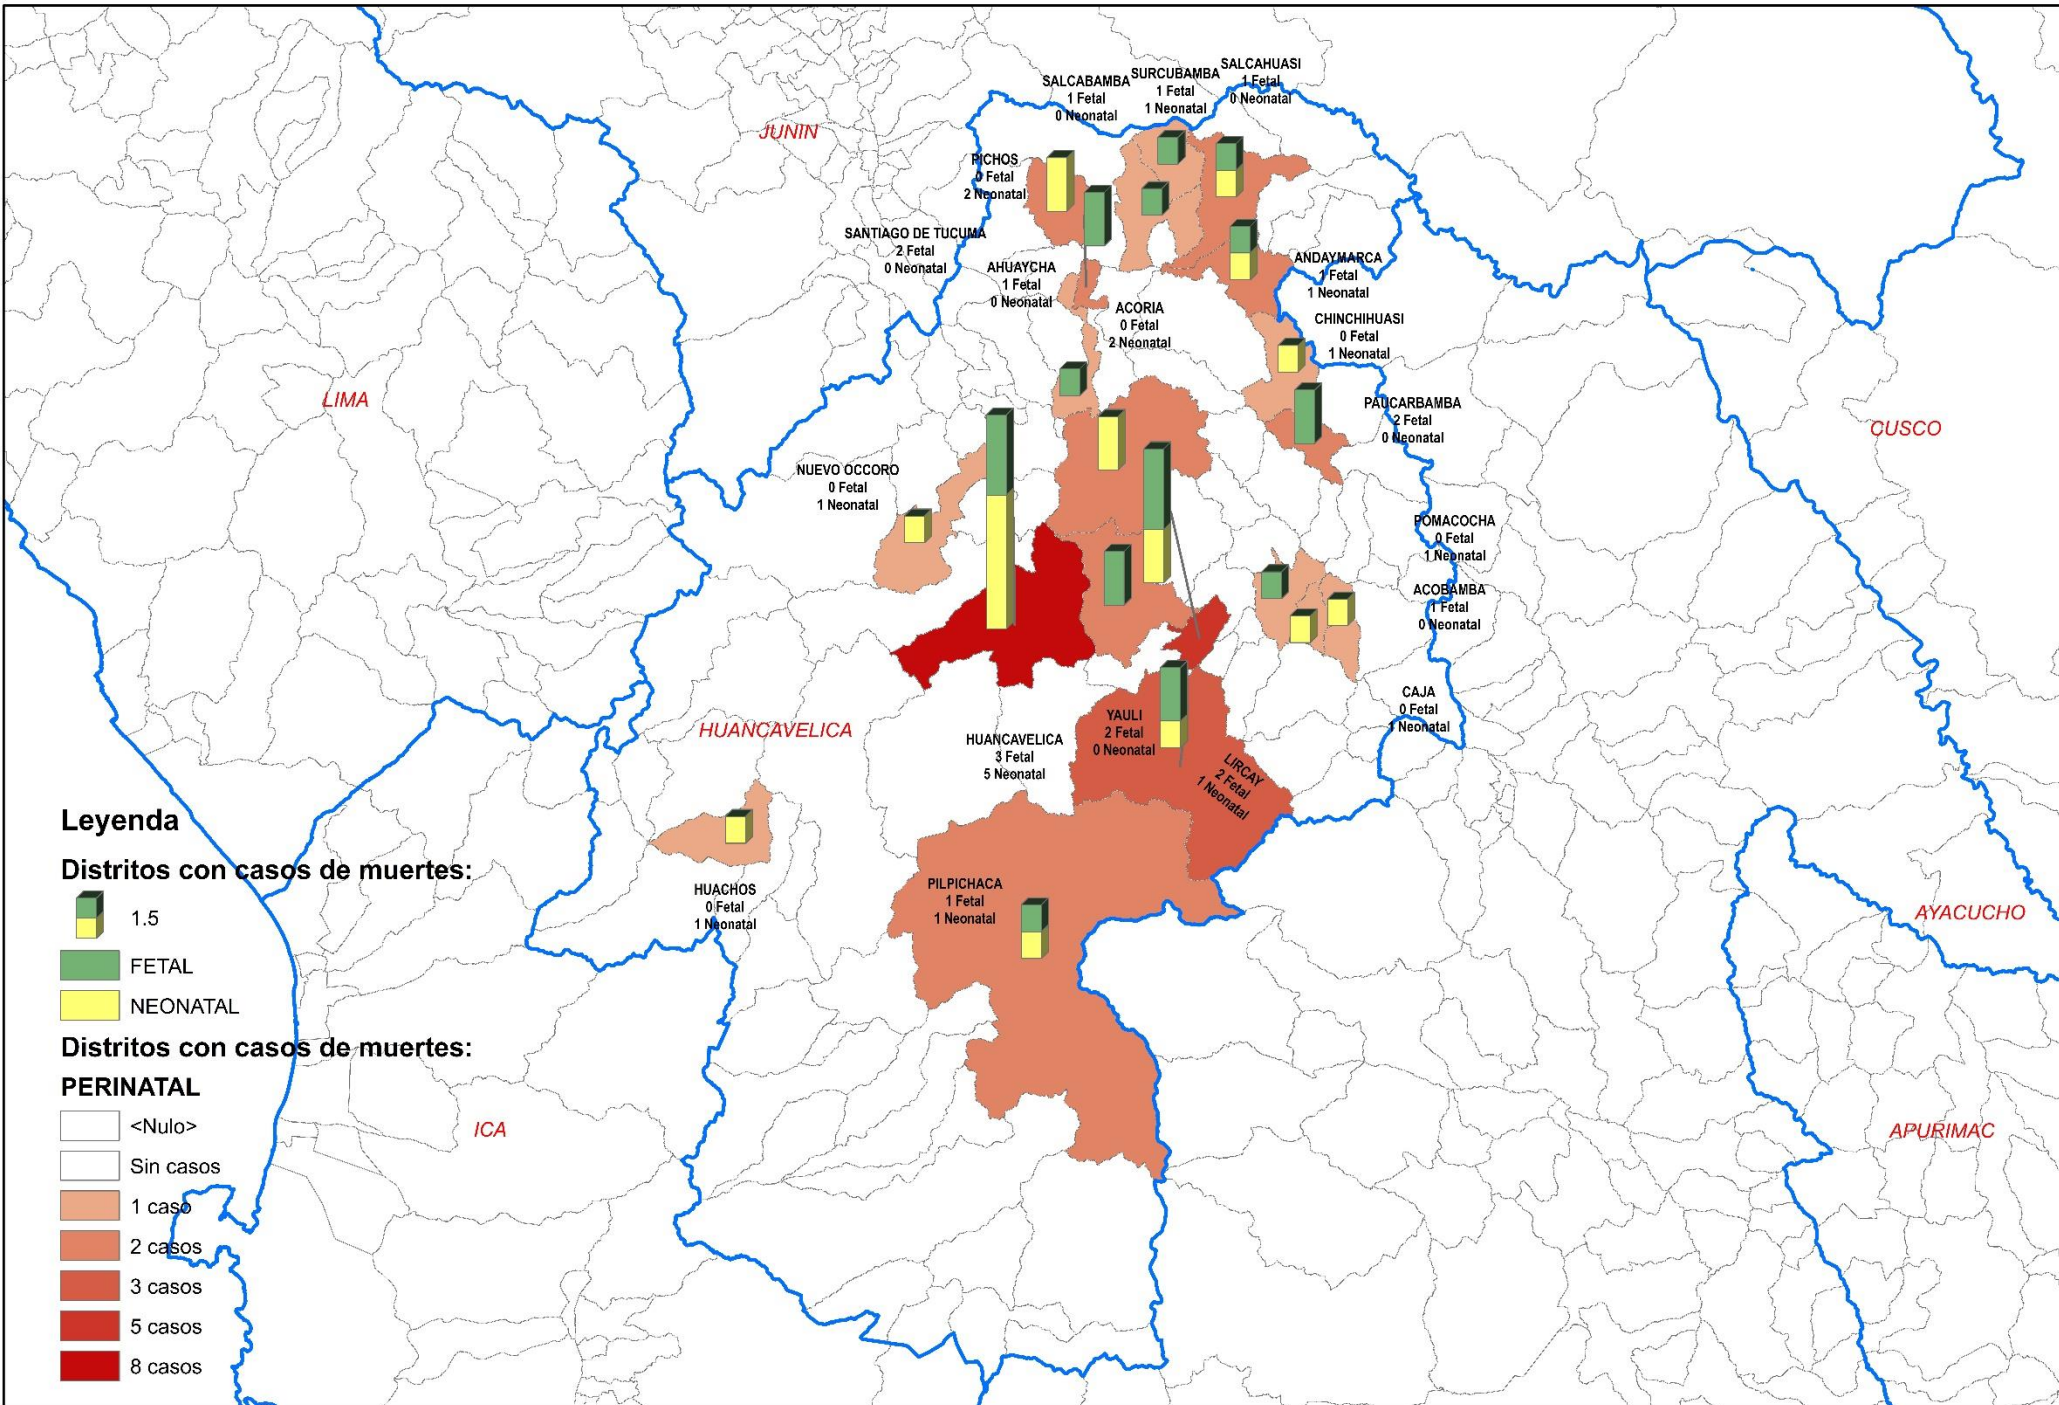 SALCABAMBA
1 Fetal
0 Neonatal
SURCUBAMBA
1 Fetal
1 Neonatal
SALCAHUASI
1 Fetal
0 Neonatal
JUNIN
PICHOS
0 Fetal
2 Neonatal
SANTIAGO DE TUCUMA
2 Fetal
0 Neonatal
AHUAYCHA
1 Fetal
0 Neonatal
ANDAYMARCA
1 Fetal
1 Neonatal
ACORIA
0 Fetal
2 Neonatal
CHINCHIHUASI
0 Fetal
1 Neonatal
LIMA
PAUCARBAMBA
2 Fetal
0 Neonatal
CUSCO
NUEVO OCCORO
0 Fetal
1 Neonatal
POMACOCHA
0 Fetal
1 Neonatal
ACOBAMBA
1 Fetal
0 Neonatal
CAJA
0 Fetal
1 Neonatal
HUANCAVELICA
HUANCAVELICA
3 Fetal
5 Neonatal
YAULI
2 Fetal
0 Neonatal
LIRCAY
2 Fetal
1 Neonatal
HUACHOS
0 Fetal
1 Neonatal
PILPICHACA
1 Fetal
1 Neonatal
AYACUCHO
ICA
APURIMAC
Leyenda
Distritos con casos de muertes:
1.5
FETAL
NEONATAL
Distritos con casos de muertes:
PERINATAL
<Nulo>
Sin casos
1 caso
2 casos
3 casos
5 casos
8 casos